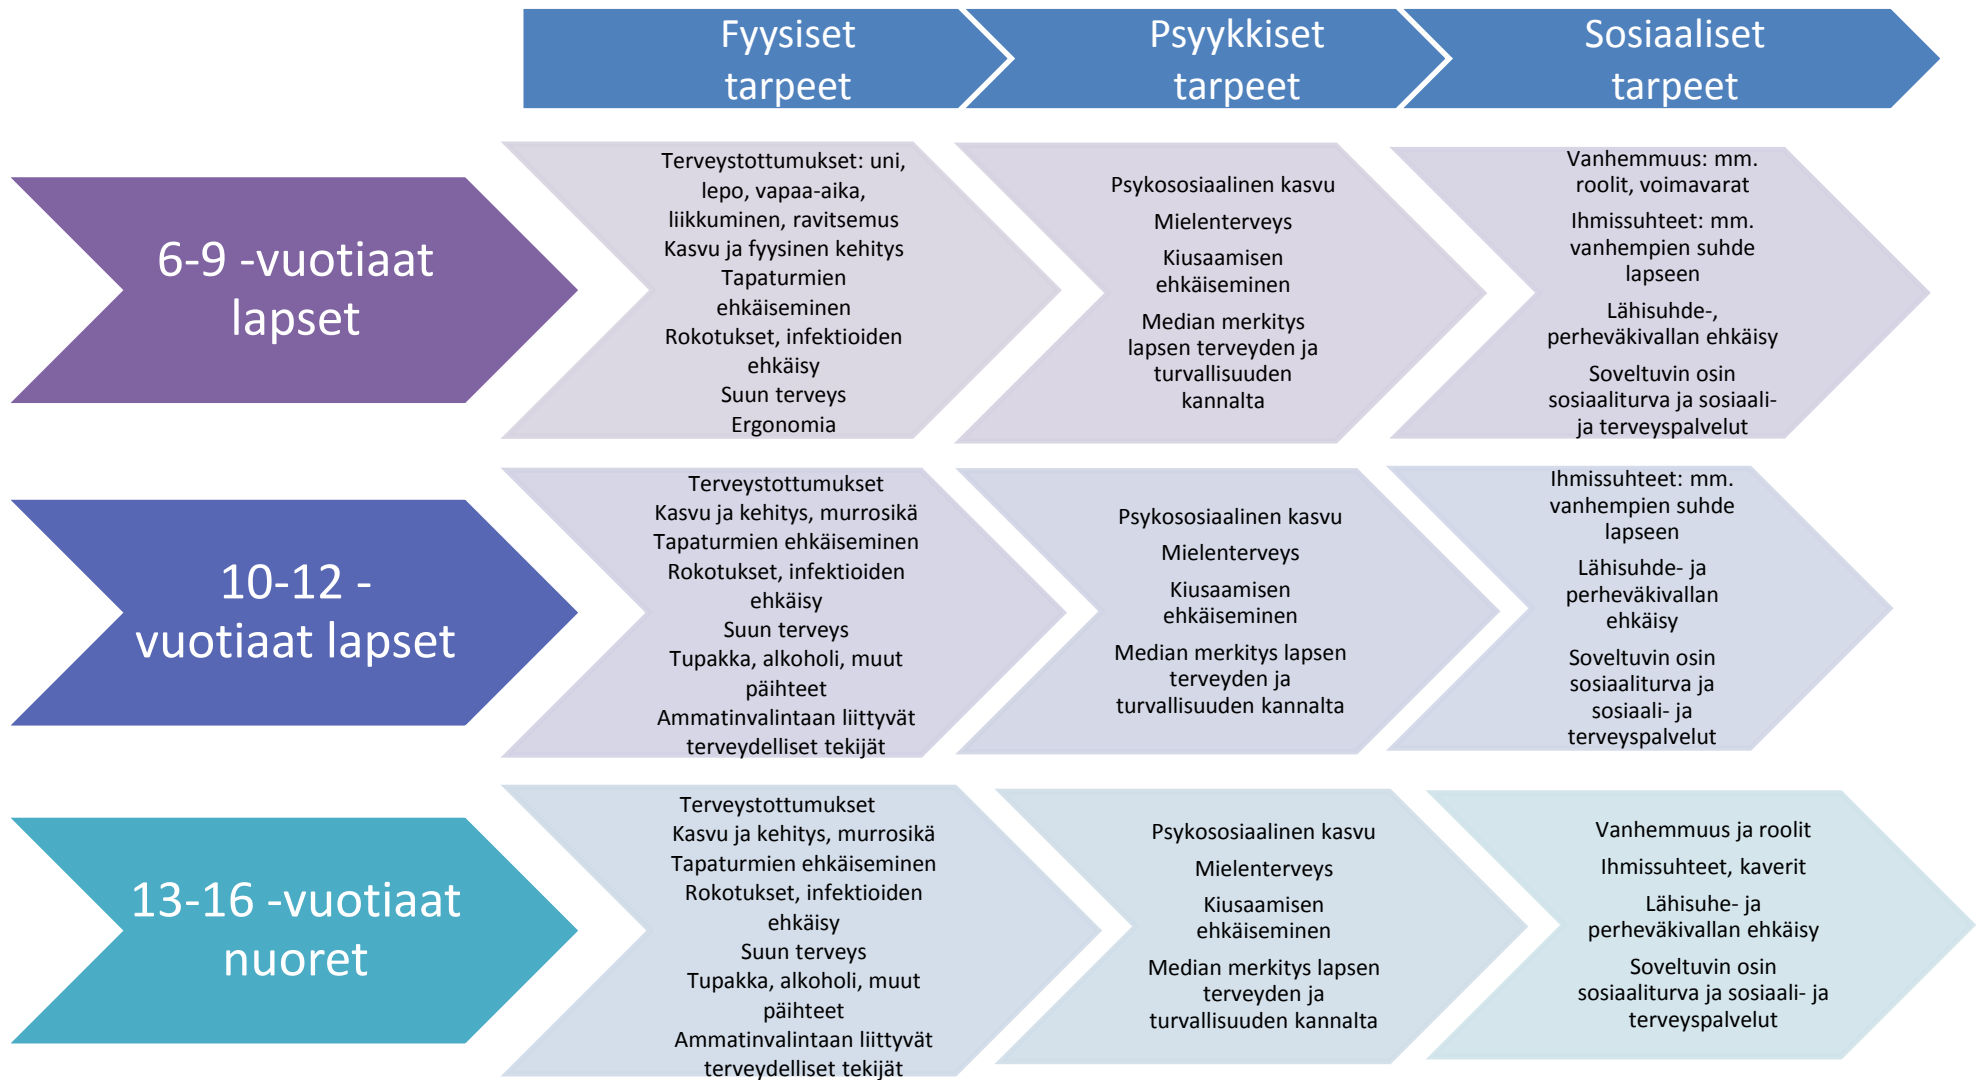 Fyysiset
tarpeet
Psyykkiset
tarpeet
Sosiaaliset
tarpeet
6-9 -vuotiaat
lapset
Terveystottumukset: uni,
lepo, vapaa-aika,
liikkuminen, ravitsemus
Kasvu ja fyysinen kehitys
Tapaturmien
ehkäiseminen
Rokotukset, infektioiden
ehkäisy
Suun terveys
Ergonomia
Psykososiaalinen kasvu
Mielenterveys
Kiusaamisen
ehkäiseminen
Median merkitys
lapsen terveyden ja
turvallisuuden
kannalta
Vanhemmuus: mm.
roolit, voimavarat
Ihmissuhteet: mm.
vanhempien suhde
lapseen
Lähisuhde-,
perheväkivallan ehkäisy
Soveltuvin osin
sosiaaliturva ja sosiaali-
ja terveyspalvelut
10-12 -
vuotiaat lapset
Terveystottumukset
Kasvu ja kehitys, murrosikä
Tapaturmien ehkäiseminen
Rokotukset, infektioiden
ehkäisy
Suun terveys
Tupakka, alkoholi, muut
päihteet
Ammatinvalintaan liittyvät
terveydelliset tekijät
Psykososiaalinen kasvu
Mielenterveys
Kiusaamisen
ehkäiseminen
Median merkitys lapsen
terveyden ja
turvallisuuden kannalta
Ihmissuhteet: mm.
vanhempien suhde
lapseen
Lähisuhde- ja
perheväkivallan
ehkäisy
Soveltuvin osin
sosiaaliturva ja
sosiaali- ja
terveyspalvelut
13-16 -vuotiaat
nuoret
Terveystottumukset
Kasvu ja kehitys, murrosikä
Tapaturmien ehkäiseminen
Rokotukset, infektioiden
ehkäisy
Suun terveys
Tupakka, alkoholi, muut
päihteet
Ammatinvalintaan liittyvät
terveydelliset tekijät
Psykososiaalinen kasvu
Mielenterveys
Kiusaamisen
ehkäiseminen
Median merkitys lapsen
terveyden ja
turvallisuuden kannalta
Vanhemmuus ja roolit
Ihmissuhteet, kaverit
Lähisuhe- ja
perheväkivallan ehkäisy
Soveltuvin osin
sosiaaliturva ja sosiaali- ja
terveyspalvelut